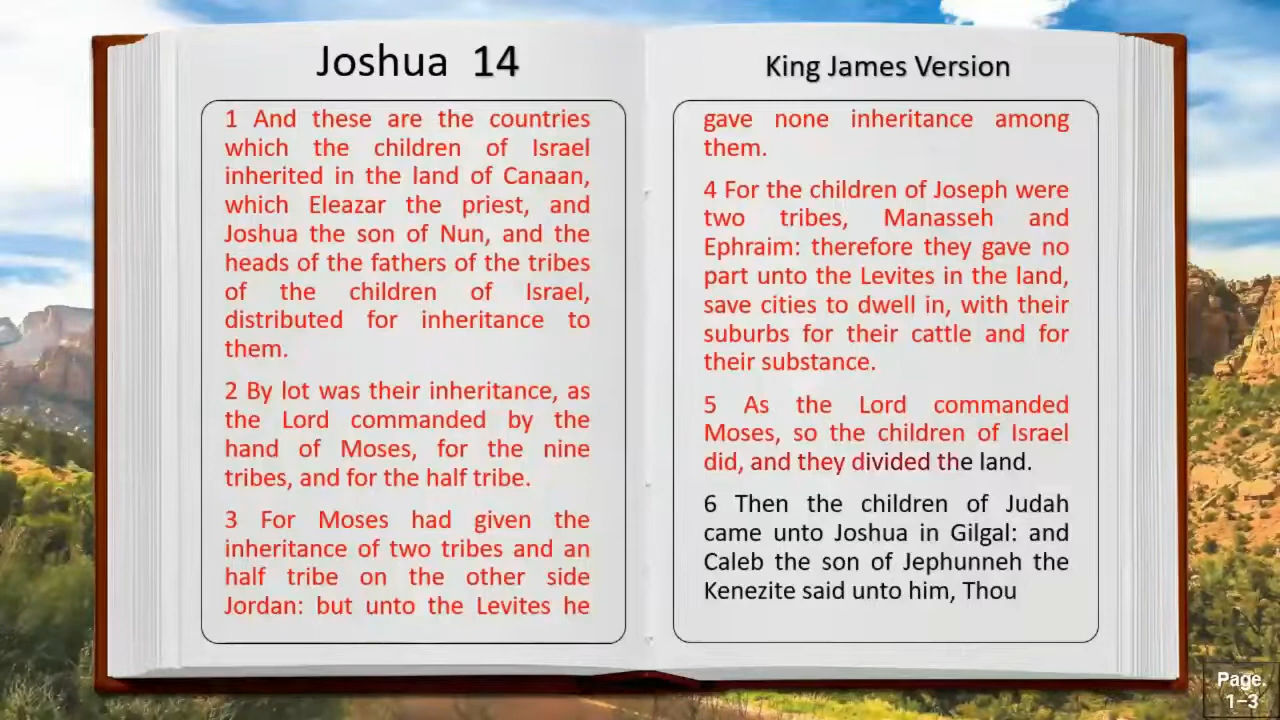 Joshua 14
1 And these are the countries
which the children of Israel
inherited in the land of Canaan,
which Eleazar the priest, and
Joshua the son of Nun, and the
heads of the fathers of the tribes
of the children of Israel,
distributed for inheritance to
them.
2 By lot was their inheritance, as
the Lord commanded by the
hand of Moses, for the nine
tribes, and for the half tribe.
3 For Moses had given the
inheritance of two tribes and an
half tribe on the other side
Jordan: but unto the Levites he
King James Version
gave none inheritance among
them.
4 For the children of Joseph were
two tribes, Manasseh and
Ephraim: therefore they gave no
part unto the Levites in the land,
save cities to dwell in, with their
suburbs for their cattle and for
their substance.
5 As the Lord commanded
Moses, so the children of Israel
did, and they divided the land.
6 Then the children of Judah
came unto Joshua in Gilgal: and
Caleb the son of Jephunneh the
Kenezite said unto him, Thou
Page.
1-3